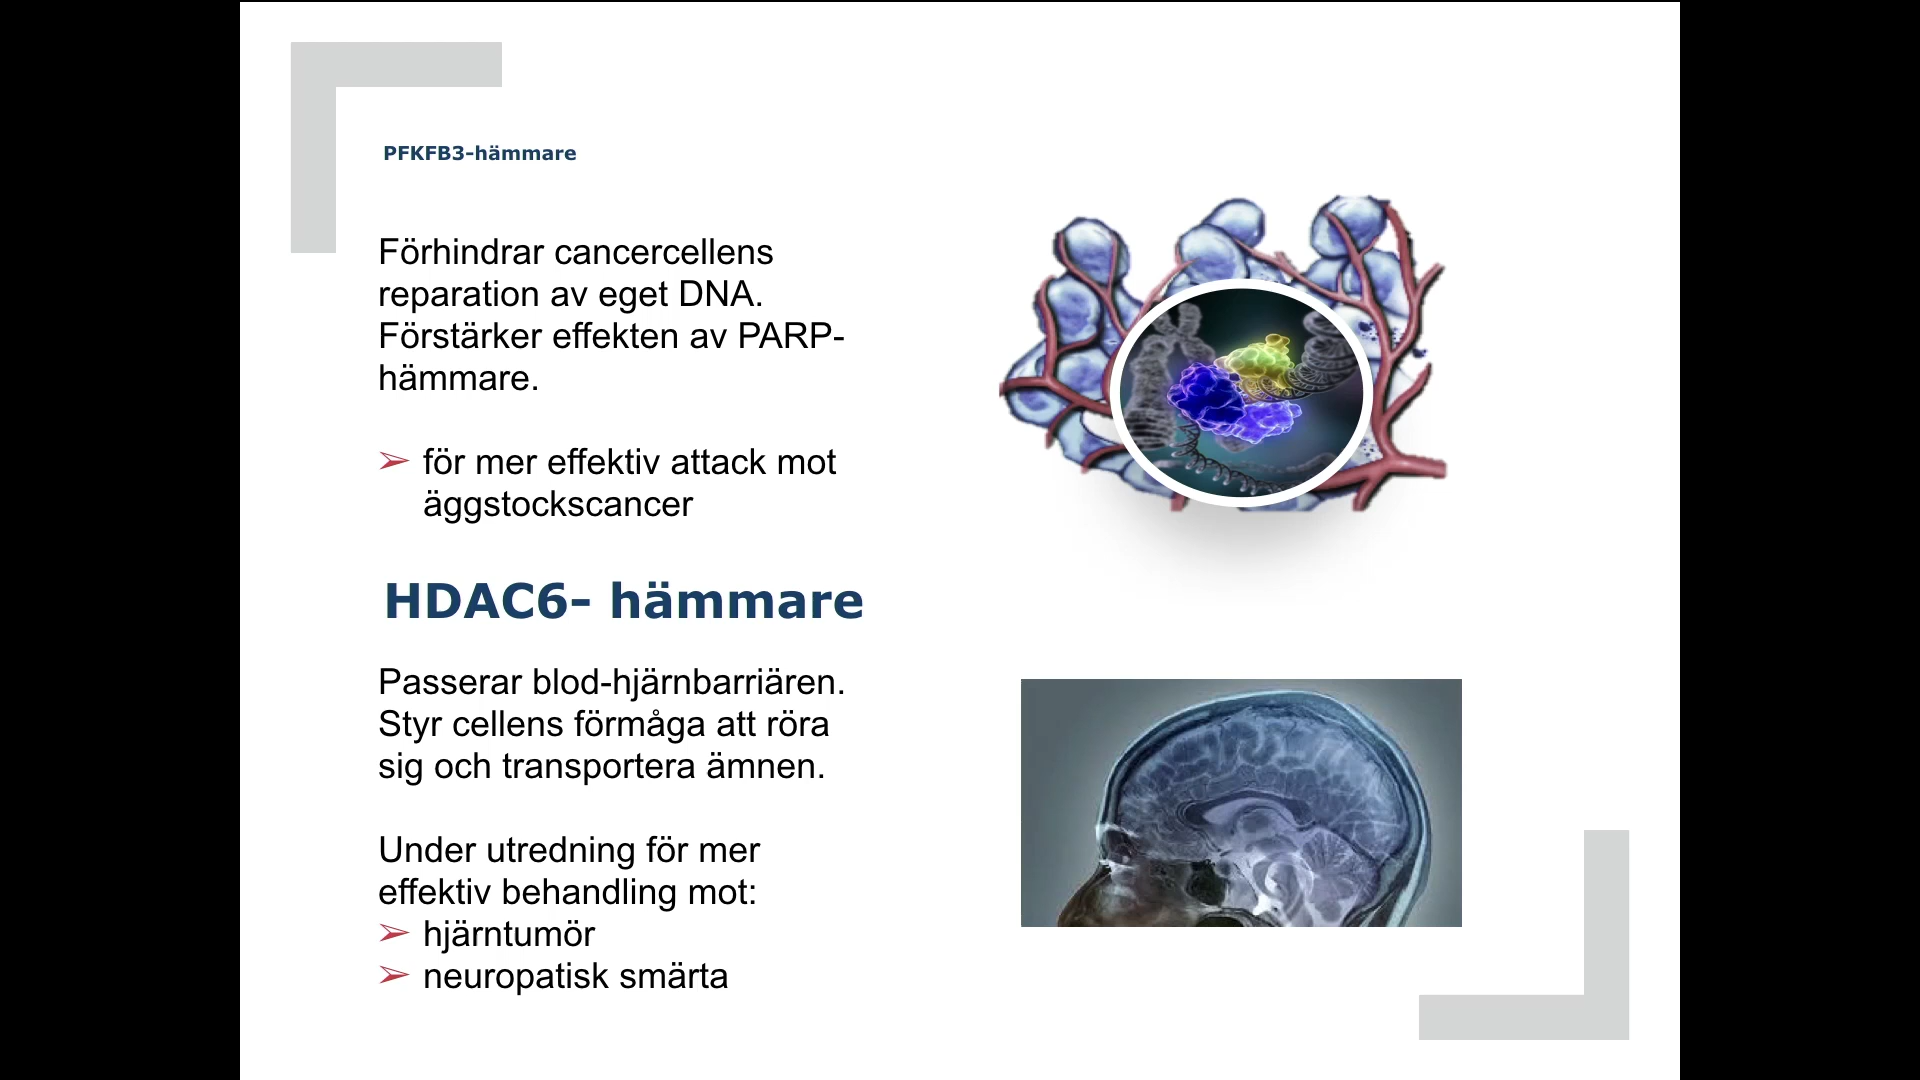 PFKFB3-hämmare
Förhindrar cancercellens
reparation av eget DNA.
Förstärker effekten av PARP-
hämmare.
➢ för mer effektiv attack mot
äggstockscancer
HDAC6- hämmare
Passerar blod-hjärnbarriären.
Styr cellens förmåga att röra
sig och transportera ämnen.
Under utredning för mer
effektiv behandling mot:
➢ hjärntumör
➢ neuropatisk smärta